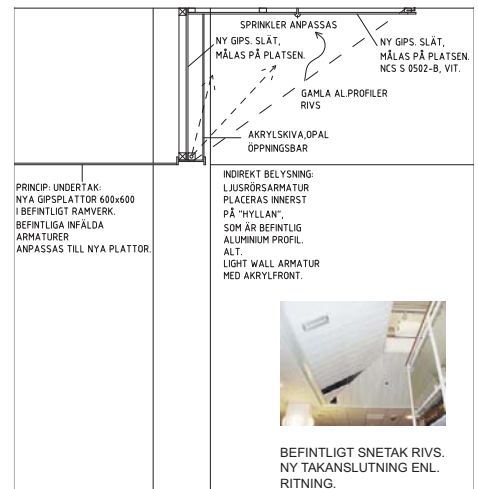 SPRINKLER ANPASSAS
NY GIPS. SLÄT,
MÅLAS PÅ PLATSEN.
NY GIPS. SLÄT,
MÅLAS PÅ PLATSEN.
NCS S 0502-B, VIT.
GAMLA AL.PROFILER
RIVS
AKRYLSKIVA,OPAL
ÖPPNINGSBAR
PRINCIP: UNDERTAK:
NYA GIPSPLATTOR 600x600
I BEFINTLIGT RAMVERK.
BEFINTLIGA INFÄLDA
ARMATURER
ANPASSAS TILL NYA PLATTOR.
INDIREKT BELYSNING:
LJUSRÖRSARMATUR
PLACERAS INNERST
PÅ "HYLLAN",
SOM ÄR BEFINTLIG
ALUMINIUM PROFIL.
ALT.
LIGHT WALL ARMATUR
MED AKRYLFRONT.
BEFINTLIGT SNETAK RIVS.
NY TAKANSLUTNING ENL.
RITNING.